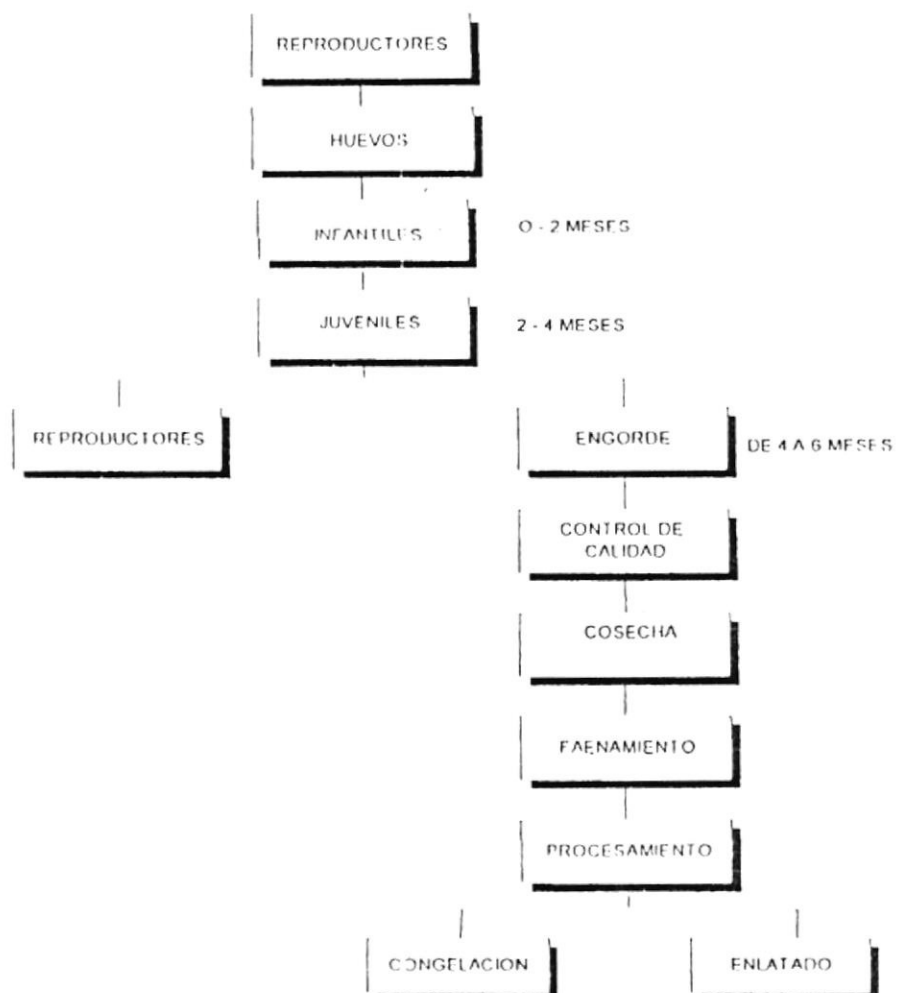 REPRODUCTORES
HUEVOS
INFANTILES
0 - 2 MESES
JUVENILES
2 - 4 MESES
REPRODUCTORES
ENGORDE
DE 4 A 6 MESES
CONTROL DE
CALIDAD
COSECHA
FAENAMIENTO
PROCESAMIENTO
CONGELACION
ENLATADO